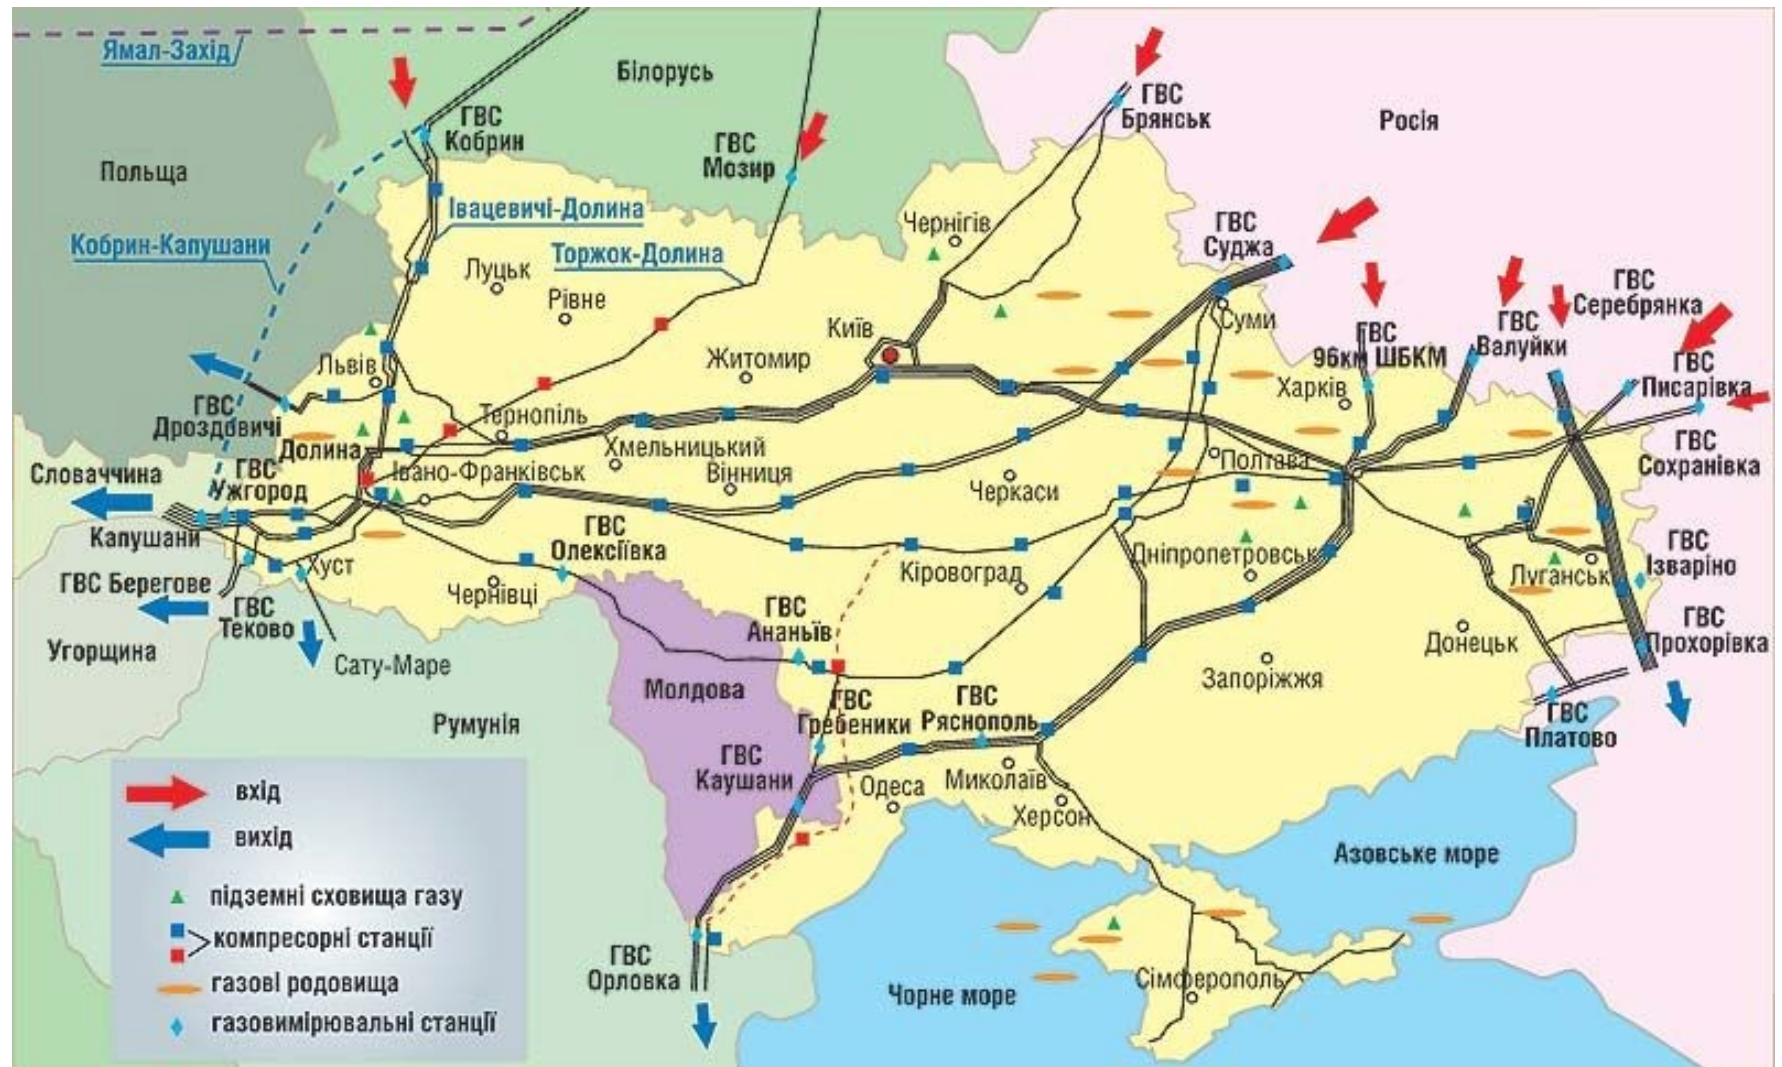 Ямал-Захід
Білорусь
ГВС
Кобрин
ГВС
Мозир
ГВС
Брянськ
Росія
Польща
Івацевичі-Долина
Кобрин-Капушани
Торжок-Долина
Чернігів
ГВС
Суджа
Луцьк
Рівне
Київ
Житомир
Суми
ГВС
Серебрянка
ГВС
Валуйки
ГВС
96км ШБКМ
ГВС
Писарівка
Львів
Харків
ГВС
Дроздовичі
Тернопіль
Долина
Хмельницький
Вінниця
Івано-Франківськ
Полтава
Черкаси
ГВС
Сохранівка
Словаччина
ГВС
Ужгород
Капушани
ГВС
Олексіївка
Хуст
Чернівці
Кіровоград
Дніпропетровськ
Луганськ
ГВС
Ізваріно
ГВС Берегове
ГВС
Теково
Угорщина
Сату-Маре
ГВС
Ананьїв
Донецьк
ГВС
Прохорівка
Запоріжжя
Молдова
Румунія
ГВС
Гребеники
ГВС
Ряснополь
ГВС
Платово
ГВС
Каушани
Одеса
Миколаїв
Херсон
Азовське море
вхід
вихід
підземні сховища газу
компресорні станції
газові родовища
газовимірювальні станції
ГВС
Орловка
Чорне море
Сімферополь